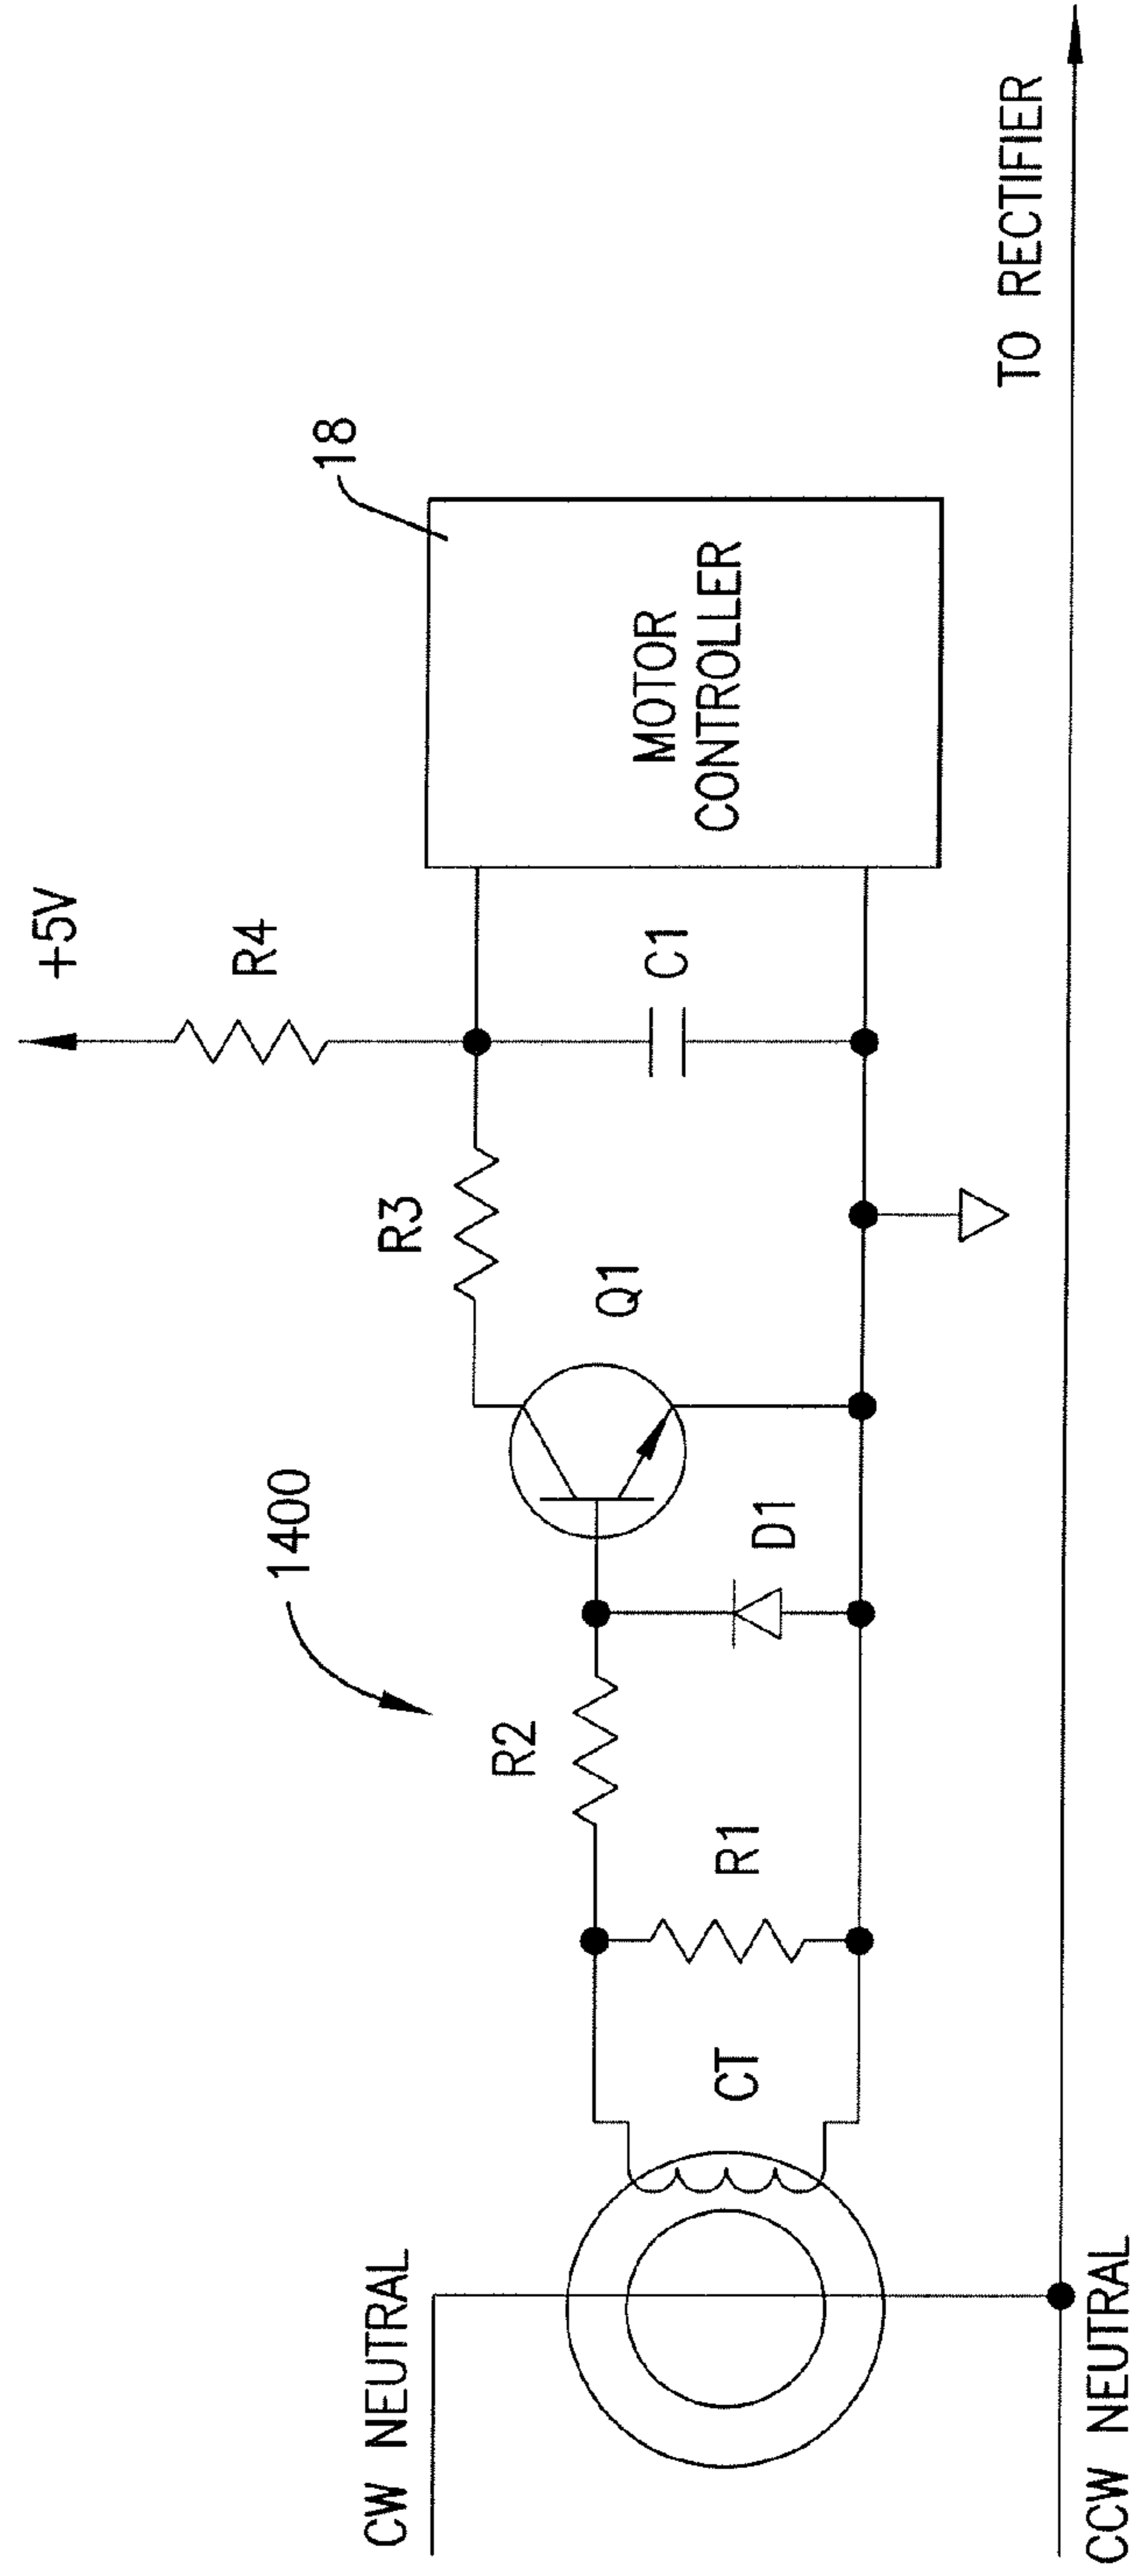 +5V
R4
18
1400
R3
R2
Q1
C1
MOTOR
CONTROLLER
CW NEUTRAL
CT
R1
D1
TO RECTIFIER
CCW NEUTRAL